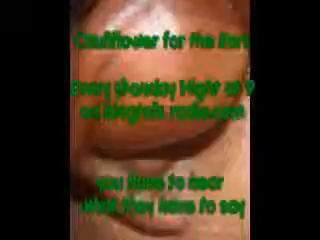 Cauliflower for the Ears
Every Monday Night at 9
on blogtalk radio.com
you have to hear
what they have to say